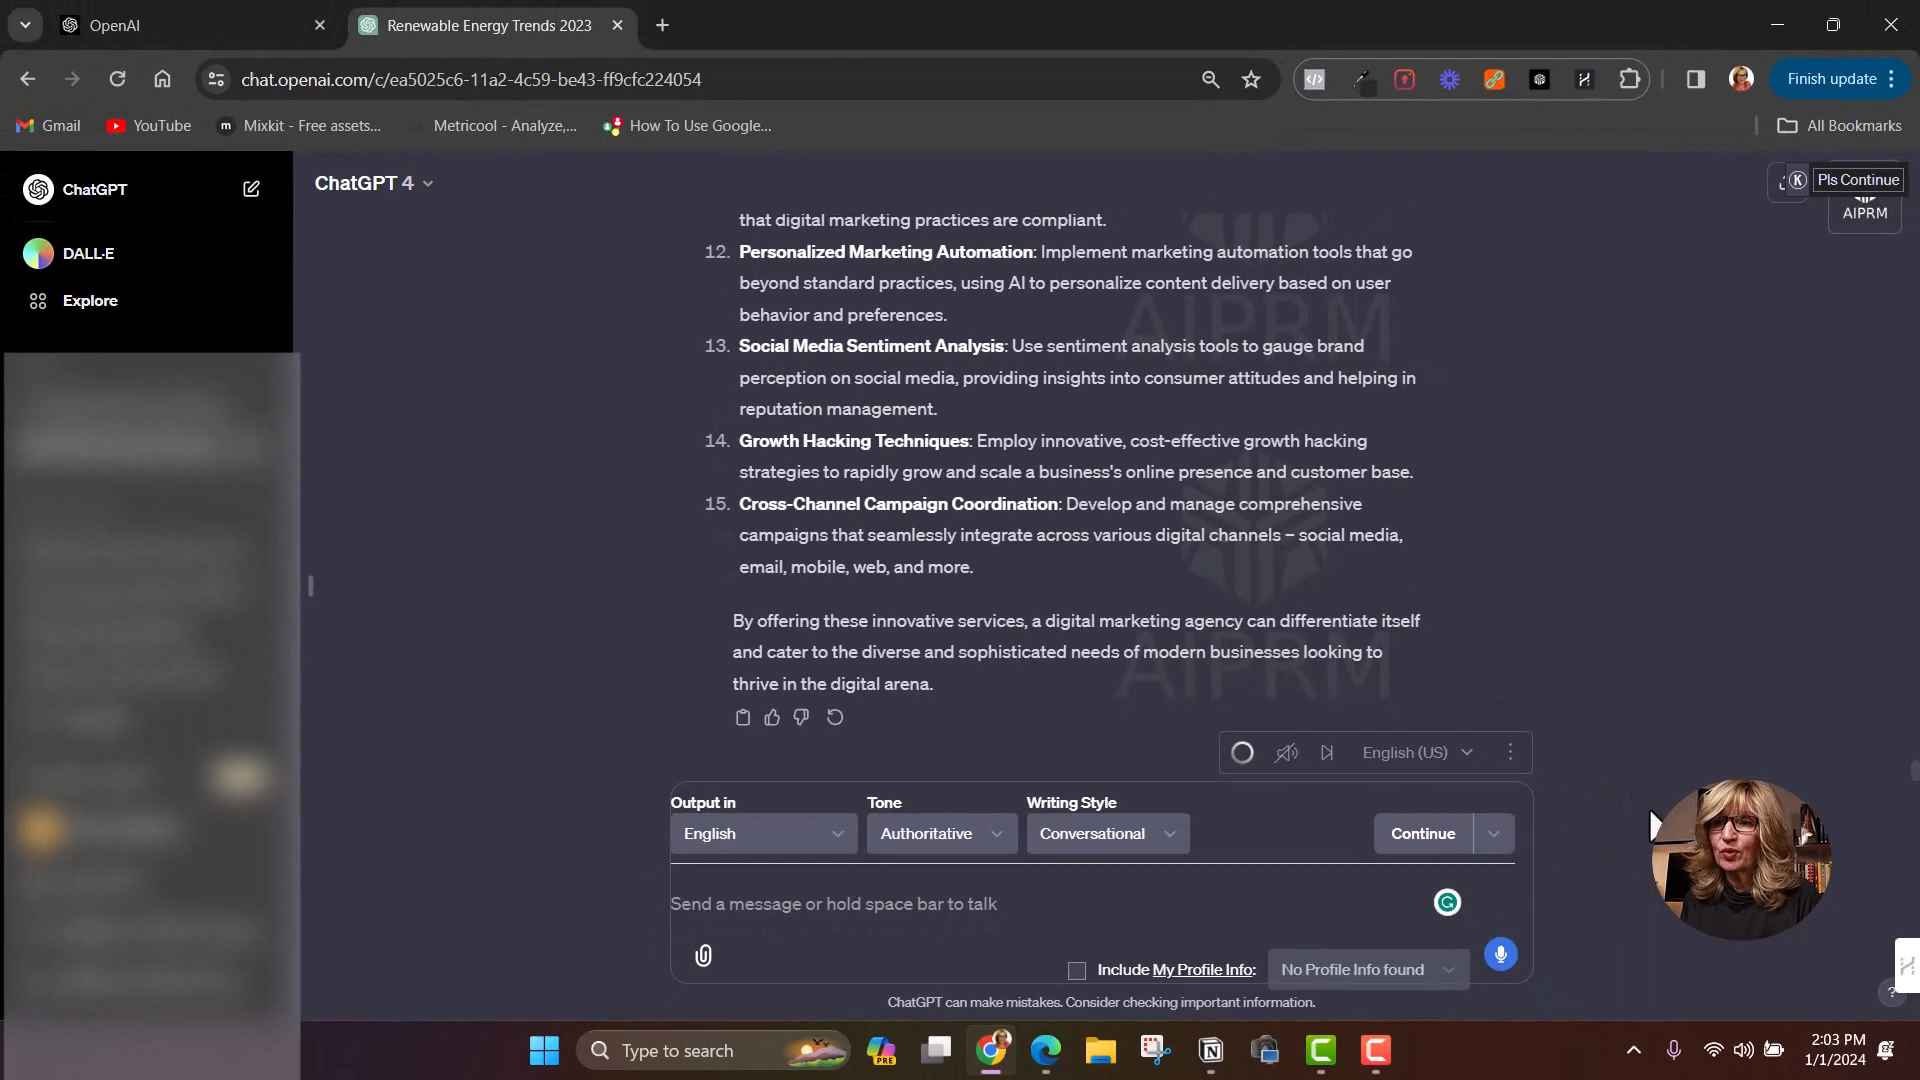 OpenAI
Renewable Energy Trends 2023
chat.openai.com/c/ea5025c6-11a2-4c59-be43-ff9cfc224054
Finish update
Gmail
YouTube
Mixkit - Free assets...
Metricool - Analyze,...
How To Use Google...
All Bookmarks
ChatGPT
ChatGPT 4
K
Pls Continue
AIPRM
DALL·E
Explore
that digital marketing practices are compliant.
12. Personalized Marketing Automation: Implement marketing automation tools that go
beyond standard practices, using AI to personalize content delivery based on user
behavior and preferences.
13. Social Media Sentiment Analysis: Use sentiment analysis tools to gauge brand
perception on social media, providing insights into consumer attitudes and helping in
reputation management.
14. Growth Hacking Techniques: Employ innovative, cost-effective growth hacking
strategies to rapidly grow and scale a business's online presence and customer base.
15. Cross-Channel Campaign Coordination: Develop and manage comprehensive
campaigns that seamlessly integrate across various digital channels – social media,
email, mobile, web, and more.
By offering these innovative services, a digital marketing agency can differentiate itself
and cater to the diverse and sophisticated needs of modern businesses looking to
thrive in the digital arena.
AIPRM
AIPRM
English (US)
Output in
Tone
Writing Style
English
Authoritative
Conversational
Continue
Send a message or hold space bar to talk
Include My Profile Info:
No Profile Info found
ChatGPT can make mistakes. Consider checking important information.
?
Type to search
PRE
2:03 PM
1/1/2024